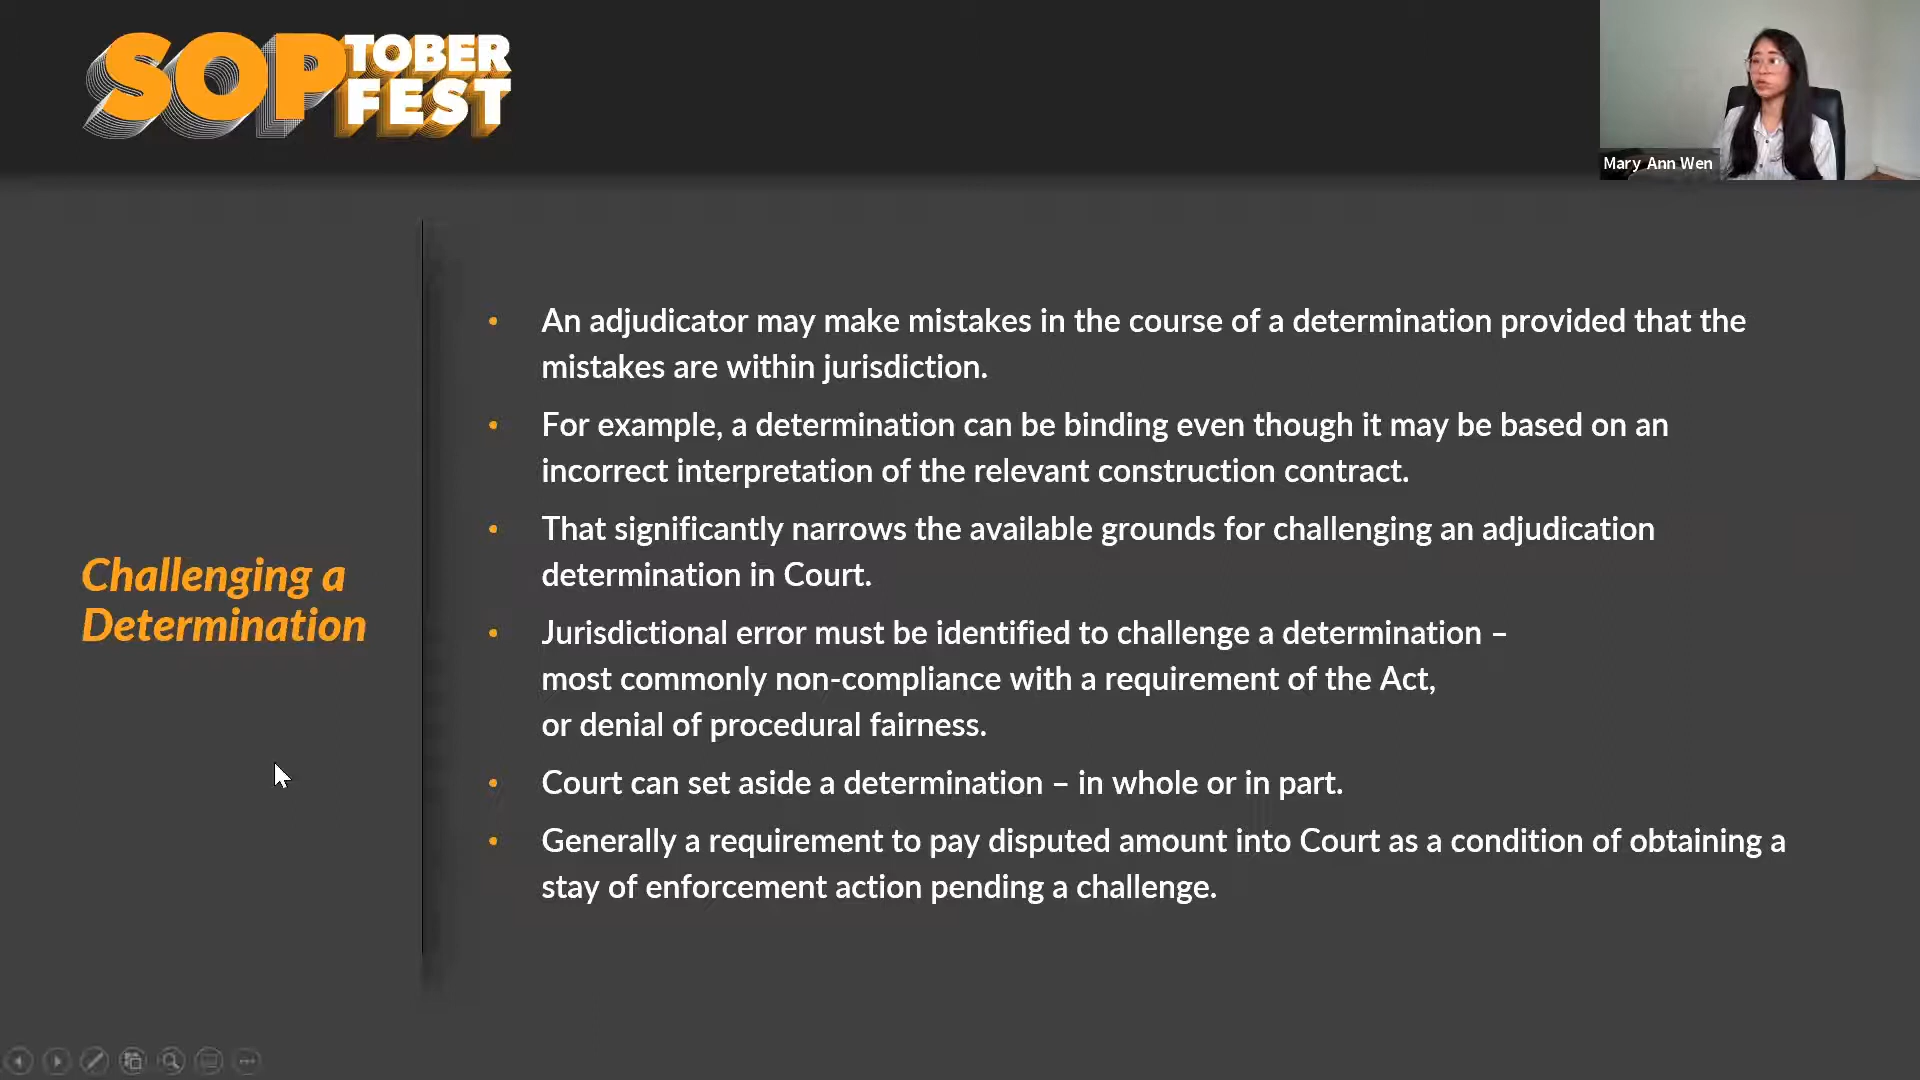 SOPTOBER
FEST
Mary Ann Wen
Challenging a
Determination
• An adjudicator may make mistakes in the course of a determination provided that the
mistakes are within jurisdiction.
• For example, a determination can be binding even though it may be based on an
incorrect interpretation of the relevant construction contract.
• That significantly narrows the available grounds for challenging an adjudication
determination in Court.
• Jurisdictional error must be identified to challenge a determination –
most commonly non-compliance with a requirement of the Act,
or denial of procedural fairness.
• Court can set aside a determination – in whole or in part.
• Generally a requirement to pay disputed amount into Court as a condition of obtaining a
stay of enforcement action pending a challenge.